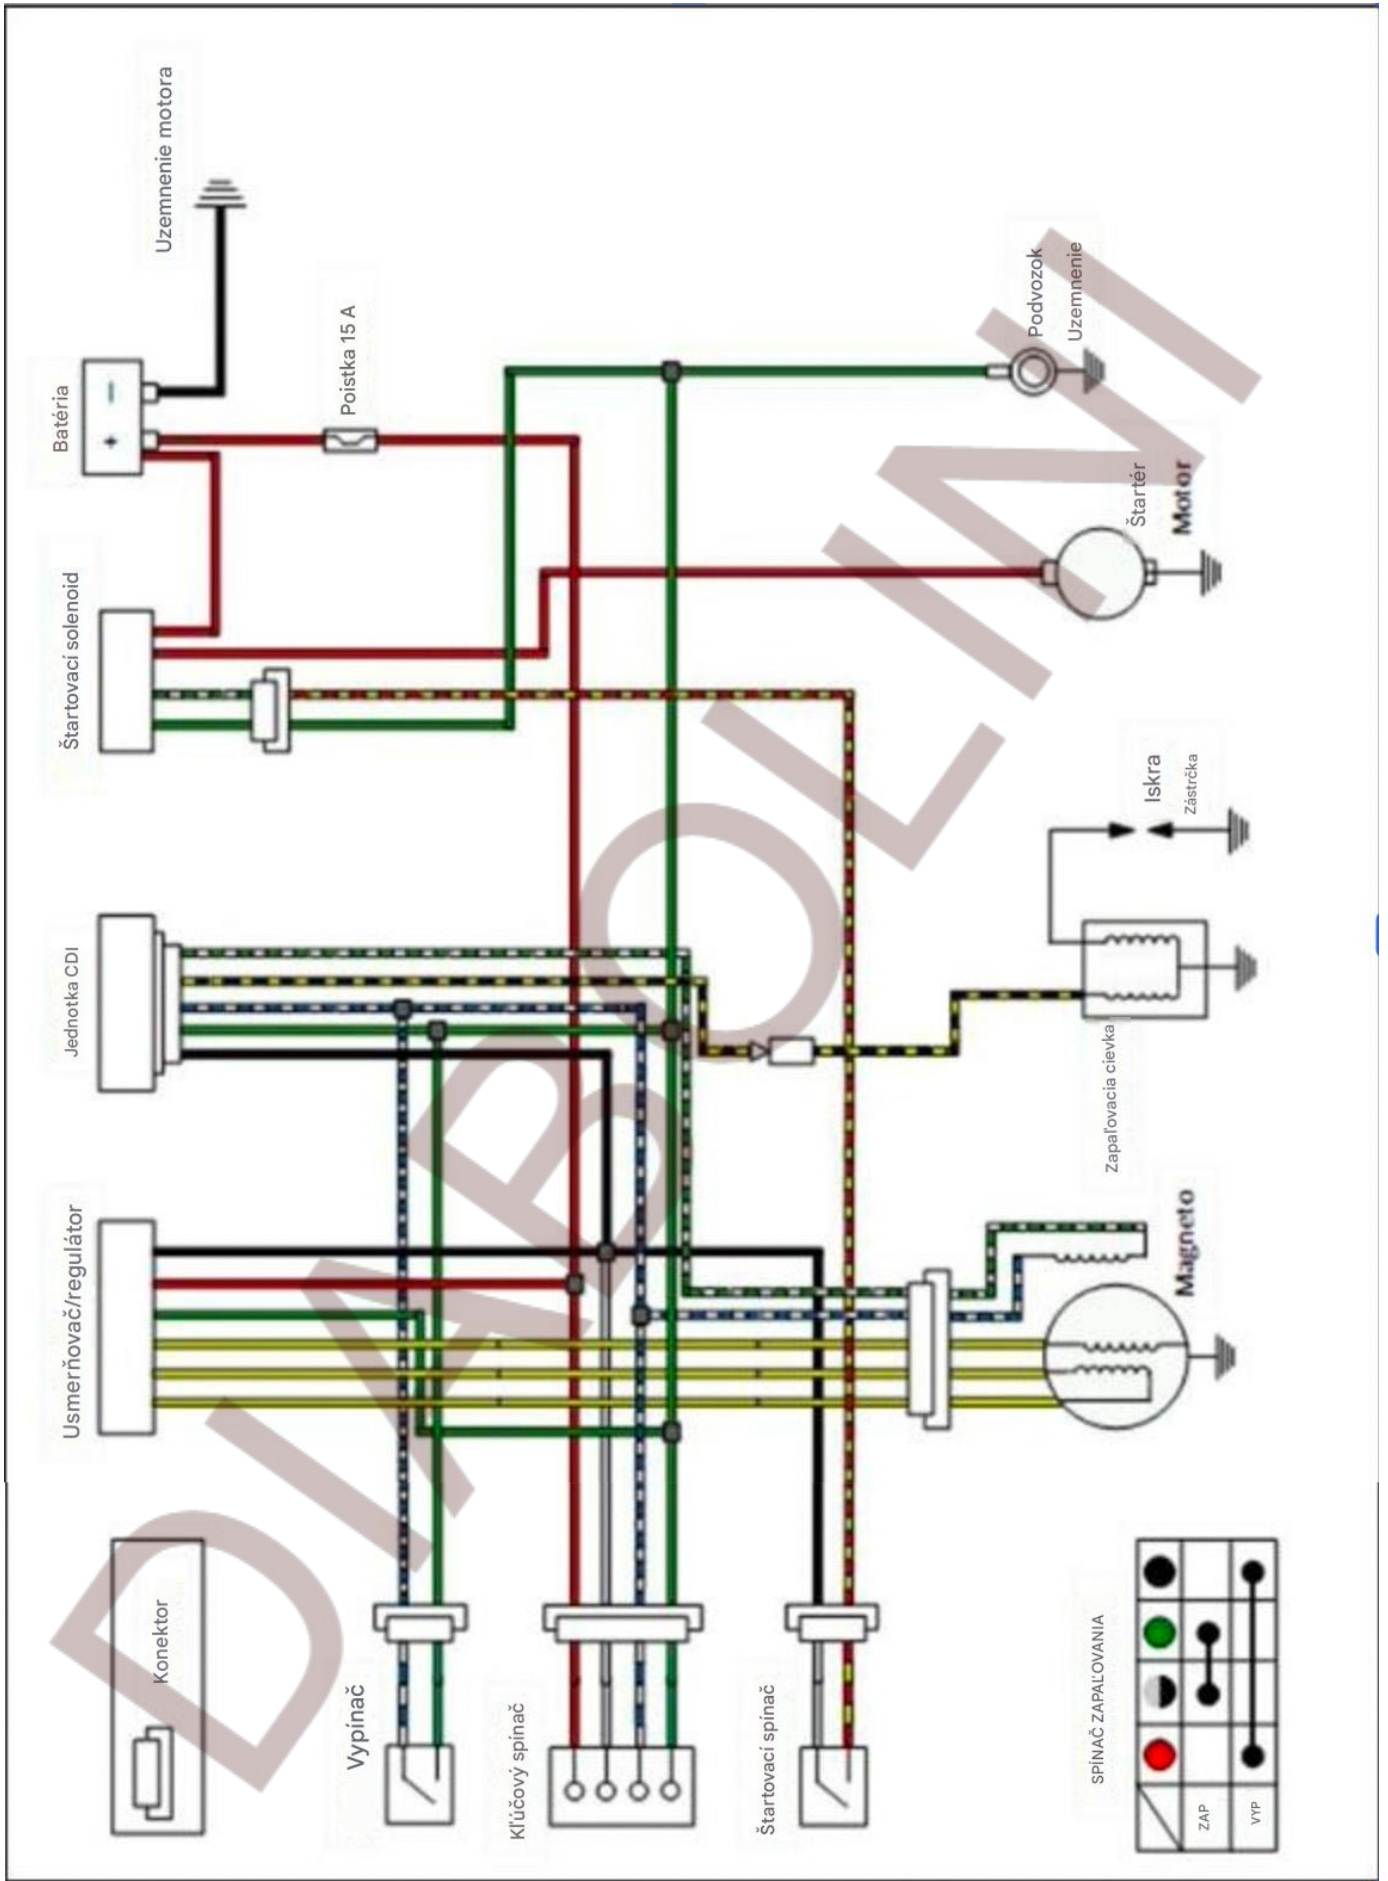 Batéria
+ −
Uzemnenie motora
Poistka 15 A
Štartovací solenoid
Jednotka CDI
Usmerňovač/regulátor
Konektor
Vypínač
Kľúčový spínač
Štartovací spínač
Podvozok
Uzemnenie
Štartér
Motor
Iskra
Zástrčka
Zapaľovacia cievka
Magneto
SPÍNAČ ZAPAĽOVANIA
ZAP
VYP
DIABOLINI